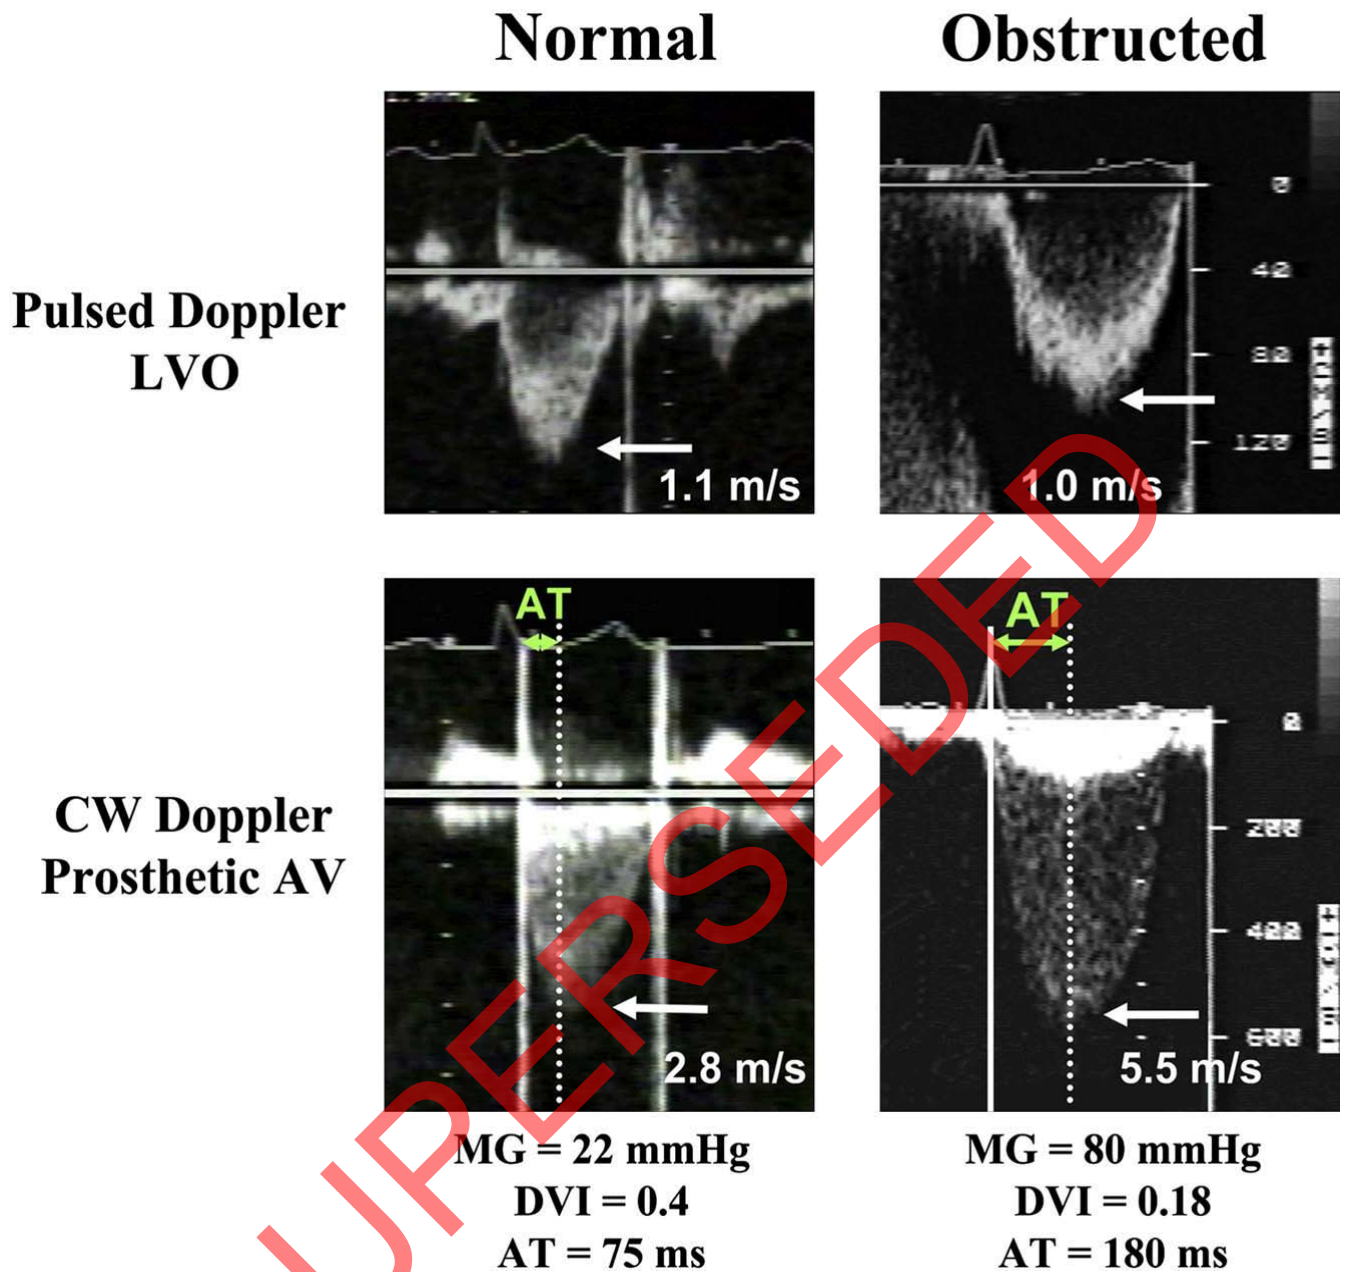 Normal
Obstructed
Pulsed Doppler
LVO
1.1 m/s
0
40
80
120
1.0 m/s
CW Doppler
Prosthetic AV
AT
2.8 m/s
AT
0
200
400
600
5.5 m/s
MG = 22 mmHg
DVI = 0.4
AT = 75 ms
MG = 80 mmHg
DVI = 0.18
AT = 180 ms
UPERSEDED